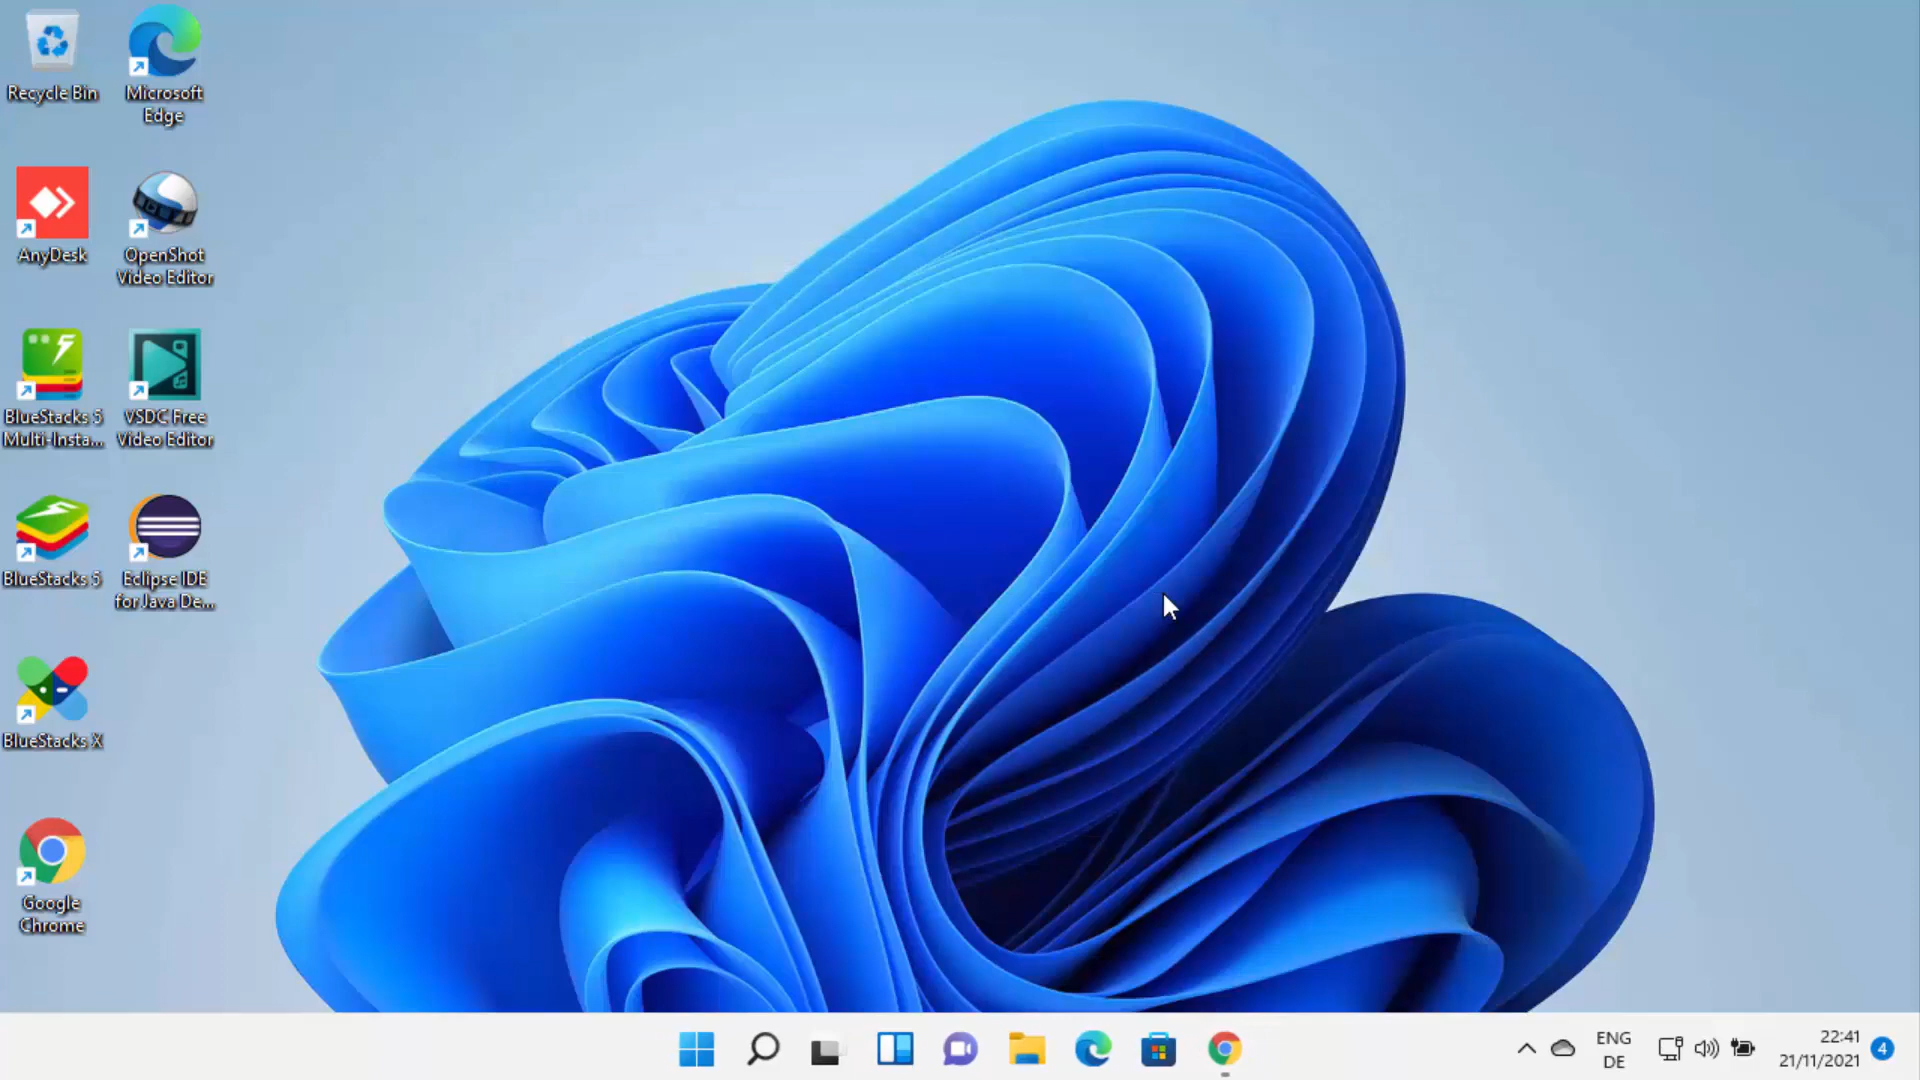 Recycle Bin
Microsoft
Edge
AnyDesk
OpenShot
Video Editor
BlueStacks 5
Multi-Insta...
VSDC Free
Video Editor
BlueStacks 5
Eclipse IDE
for Java De...
BlueStacks X
Google
Chrome
ENG
DE
22:41
21/11/2021
4